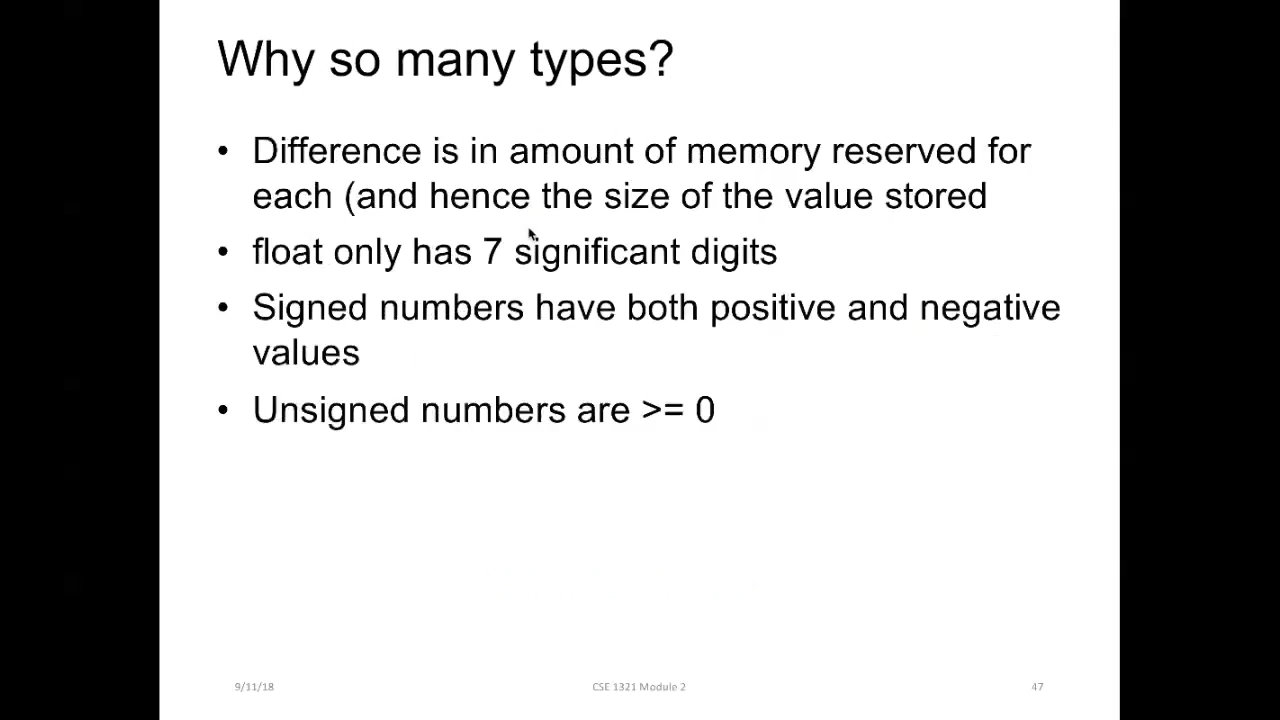 Why so many types?
• Difference is in amount of memory reserved for
each (and hence the size of the value stored
• float only has 7 significant digits
• Signed numbers have both positive and negative
values
• Unsigned numbers are >= 0
9/11/18 CSE 1321 Module 2 47